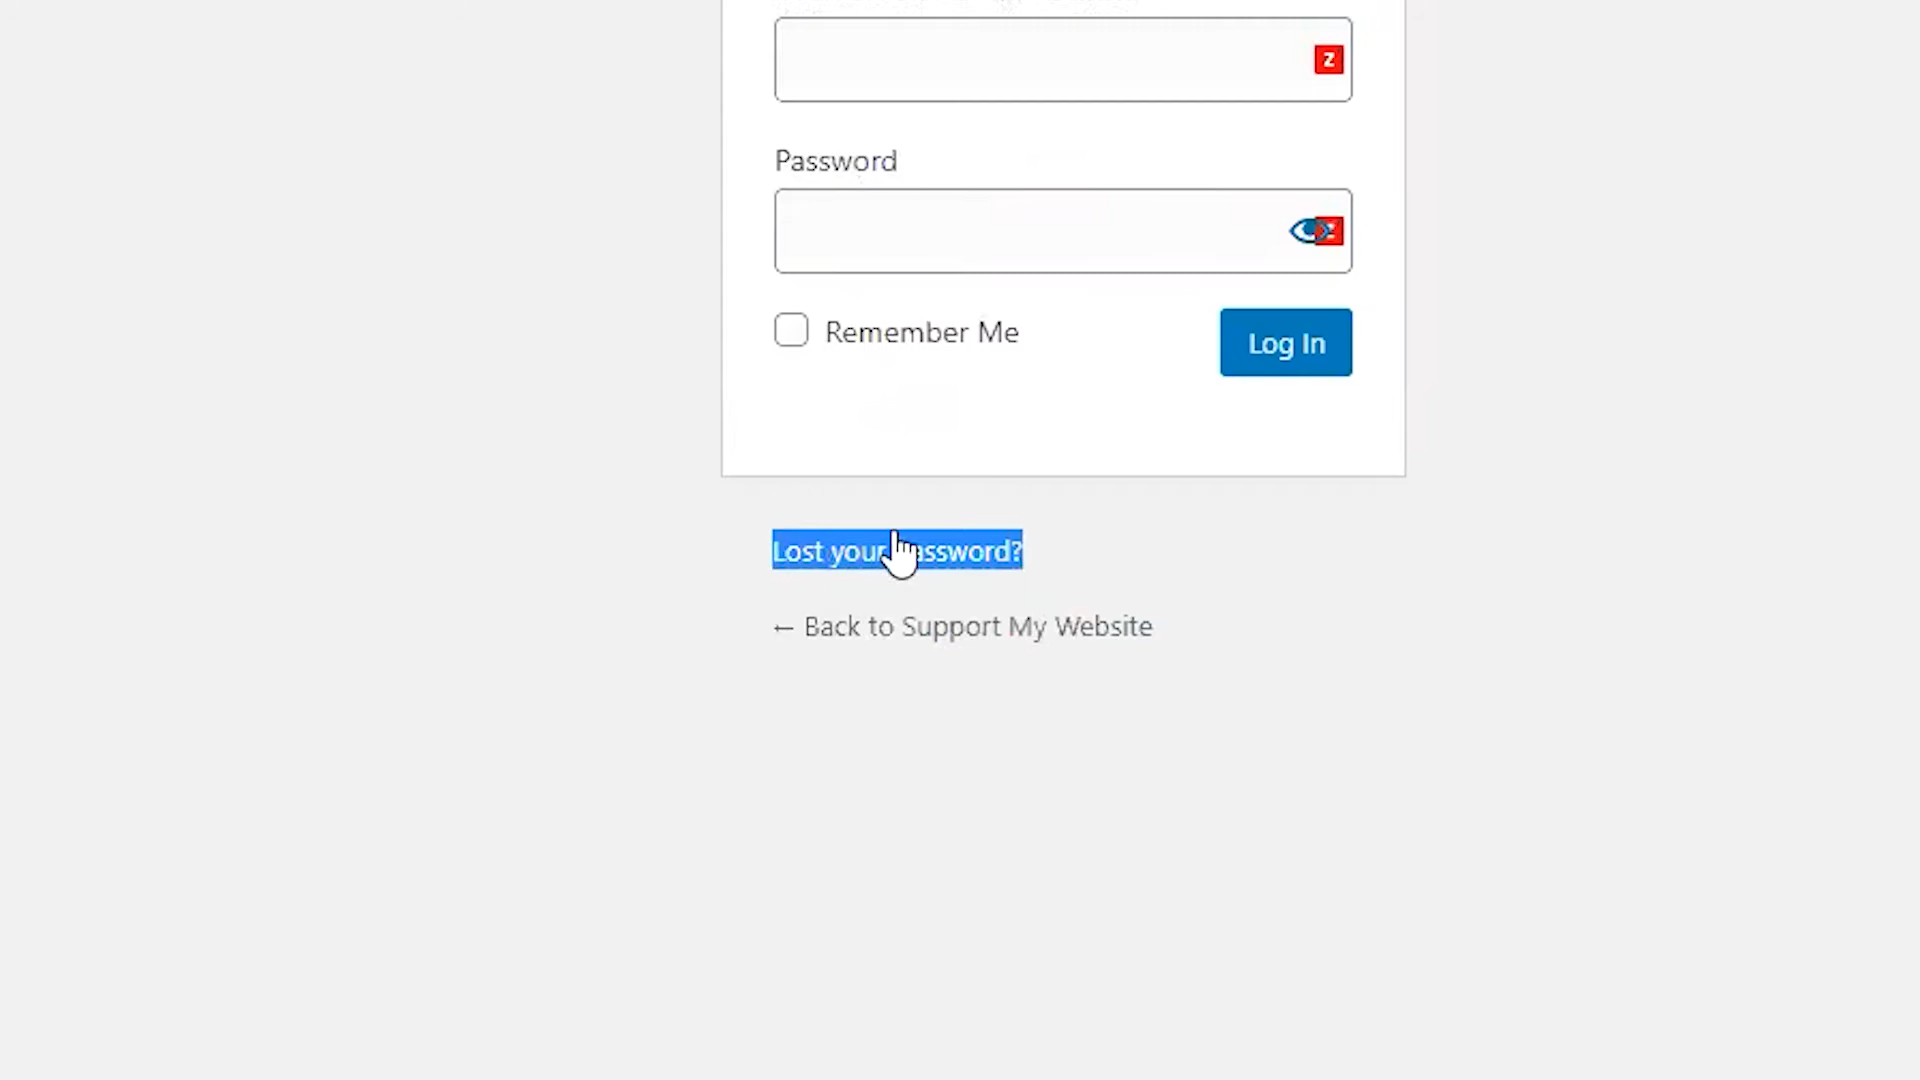 Z
Password
Remember Me
Log In
Lost your password?
← Back to Support My Website